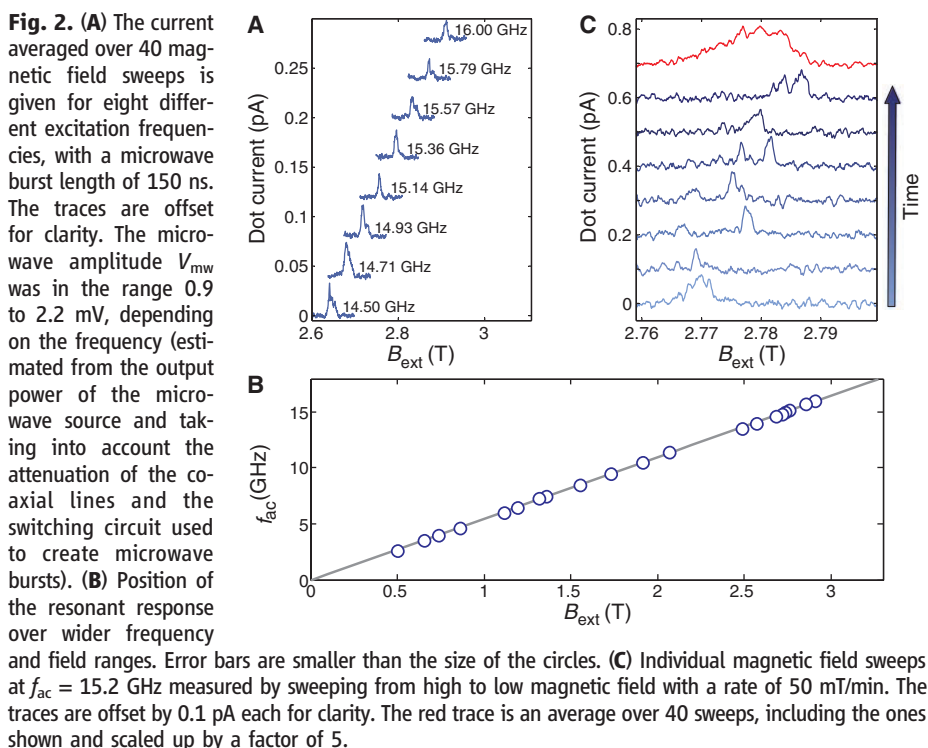 Fig. 2. (A) The current
averaged over 40 mag-
netic field sweeps is
given for eight differ-
ent excitation frequen-
cies, with a microwave
burst length of 150 ns.
The traces are offset
for clarity. The micro-
wave amplitude Vmw
was in the range 0.9
to 2.2 mV, depending
on the frequency (esti-
mated from the output
power of the micro-
wave source and tak-
ing into account the
attenuation of the co-
axial lines and the
switching circuit used
to create microwave
bursts). (B) Position of
the resonant response
over wider frequency
and field ranges. Error bars are smaller than the size of the circles. (C) Individual magnetic field sweeps
at fac = 15.2 GHz measured by sweeping from high to low magnetic field with a rate of 50 mT/min. The
traces are offset by 0.1 pA each for clarity. The red trace is an average over 40 sweeps, including the ones
shown and scaled up by a factor of 5.
A
Dot current (pA)
0.25
0.2
0.15
0.1
0.05
0
16.00 GHz
15.79 GHz
15.57 GHz
15.36 GHz
15.14 GHz
14.93 GHz
14.71 GHz
14.50 GHz
2.6 2.8 3
Bext (T)
C
Dot current (pA)
0.8
0.6
0.4
0.2
0
2.76 2.77 2.78 2.79
Bext (T)
Time
B
fac (GHz)
15
10
5
0
0 0.5 1 1.5 2 2.5 3
Bext (T)